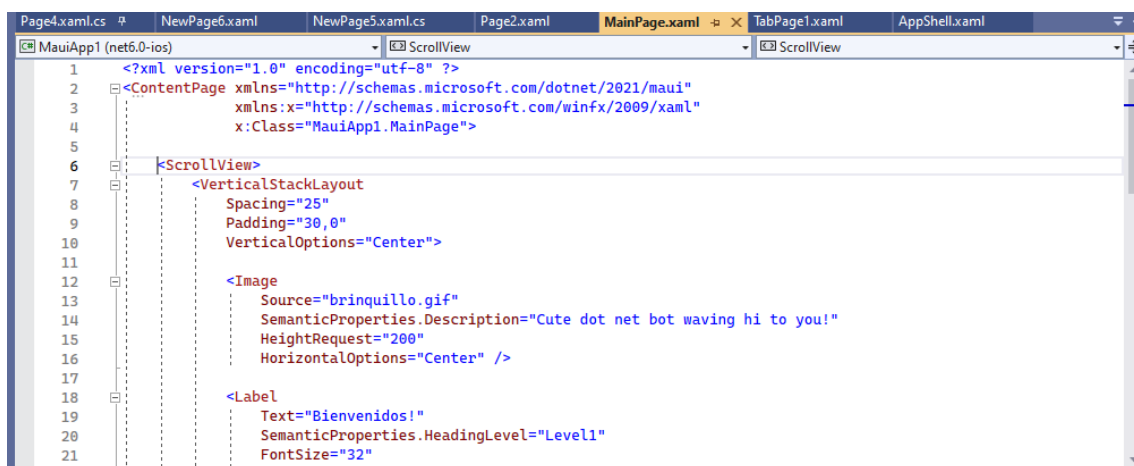 Page4.xaml.cs NewPage6.xaml NewPage5.xaml.cs Page2.xaml MainPage.xaml TabPage1.xaml AppShell.xaml
C# MauiApp1 (net6.0-ios) ScrollView ScrollView
1 <?xml version="1.0" encoding="utf-8" ?>
2 <ContentPage xmlns="http://schemas.microsoft.com/dotnet/2021/maui"
3 xmlns:x="http://schemas.microsoft.com/winfx/2009/xaml"
4 x:Class="MauiApp1.MainPage">
5
6 <ScrollView>
7 <VerticalStackLayout
8 Spacing="25"
9 Padding="30,0"
10 VerticalOptions="Center">
11
12 <Image
13 Source="brinquillo.gif"
14 SemanticProperties.Description="Cute dot net bot waving hi to you!"
15 HeightRequest="200"
16 HorizontalOptions="Center" />
17
18 <Label
19 Text="Bienvenidos!"
20 SemanticProperties.HeadingLevel="Level1"
21 FontSize="32"